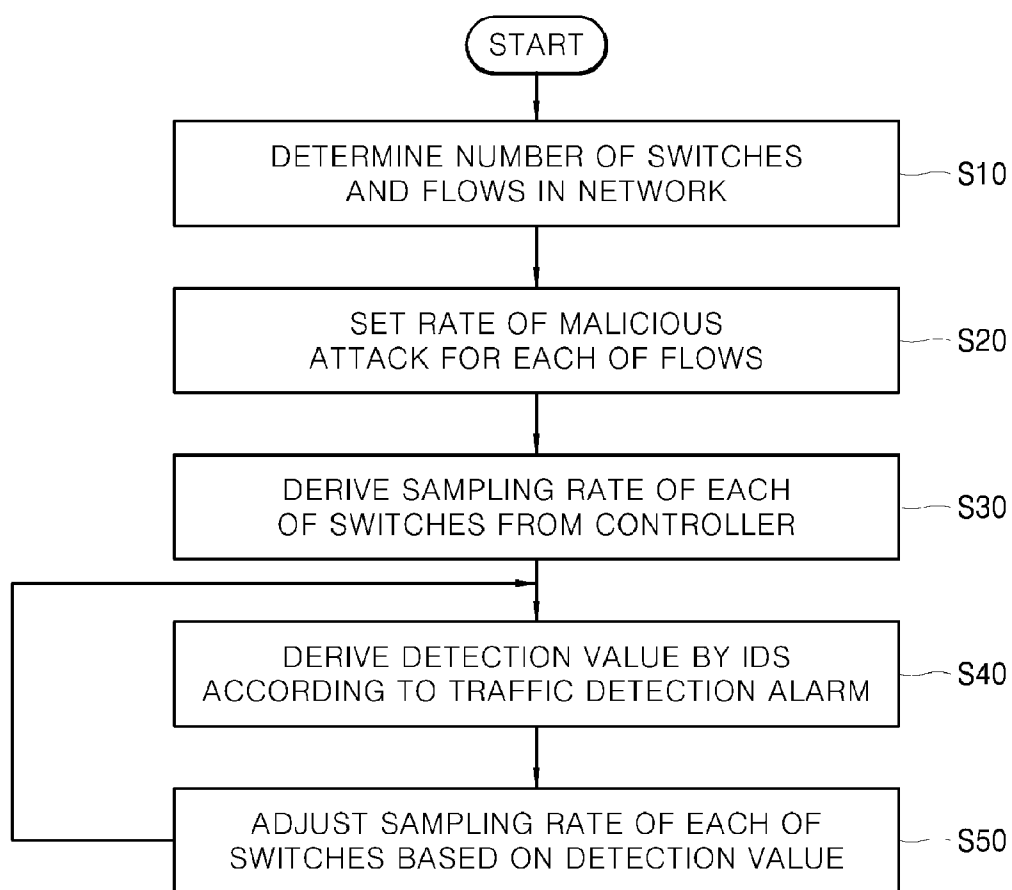 START
DETERMINE NUMBER OF SWITCHES
AND FLOWS IN NETWORK
S10
SET RATE OF MALICIOUS
ATTACK FOR EACH OF FLOWS
S20
DERIVE SAMPLING RATE OF EACH
OF SWITCHES FROM CONTROLLER
S30
DERIVE DETECTION VALUE BY IDS
ACCORDING TO TRAFFIC DETECTION ALARM
S40
ADJUST SAMPLING RATE OF EACH OF
SWITCHES BASED ON DETECTION VALUE
S50